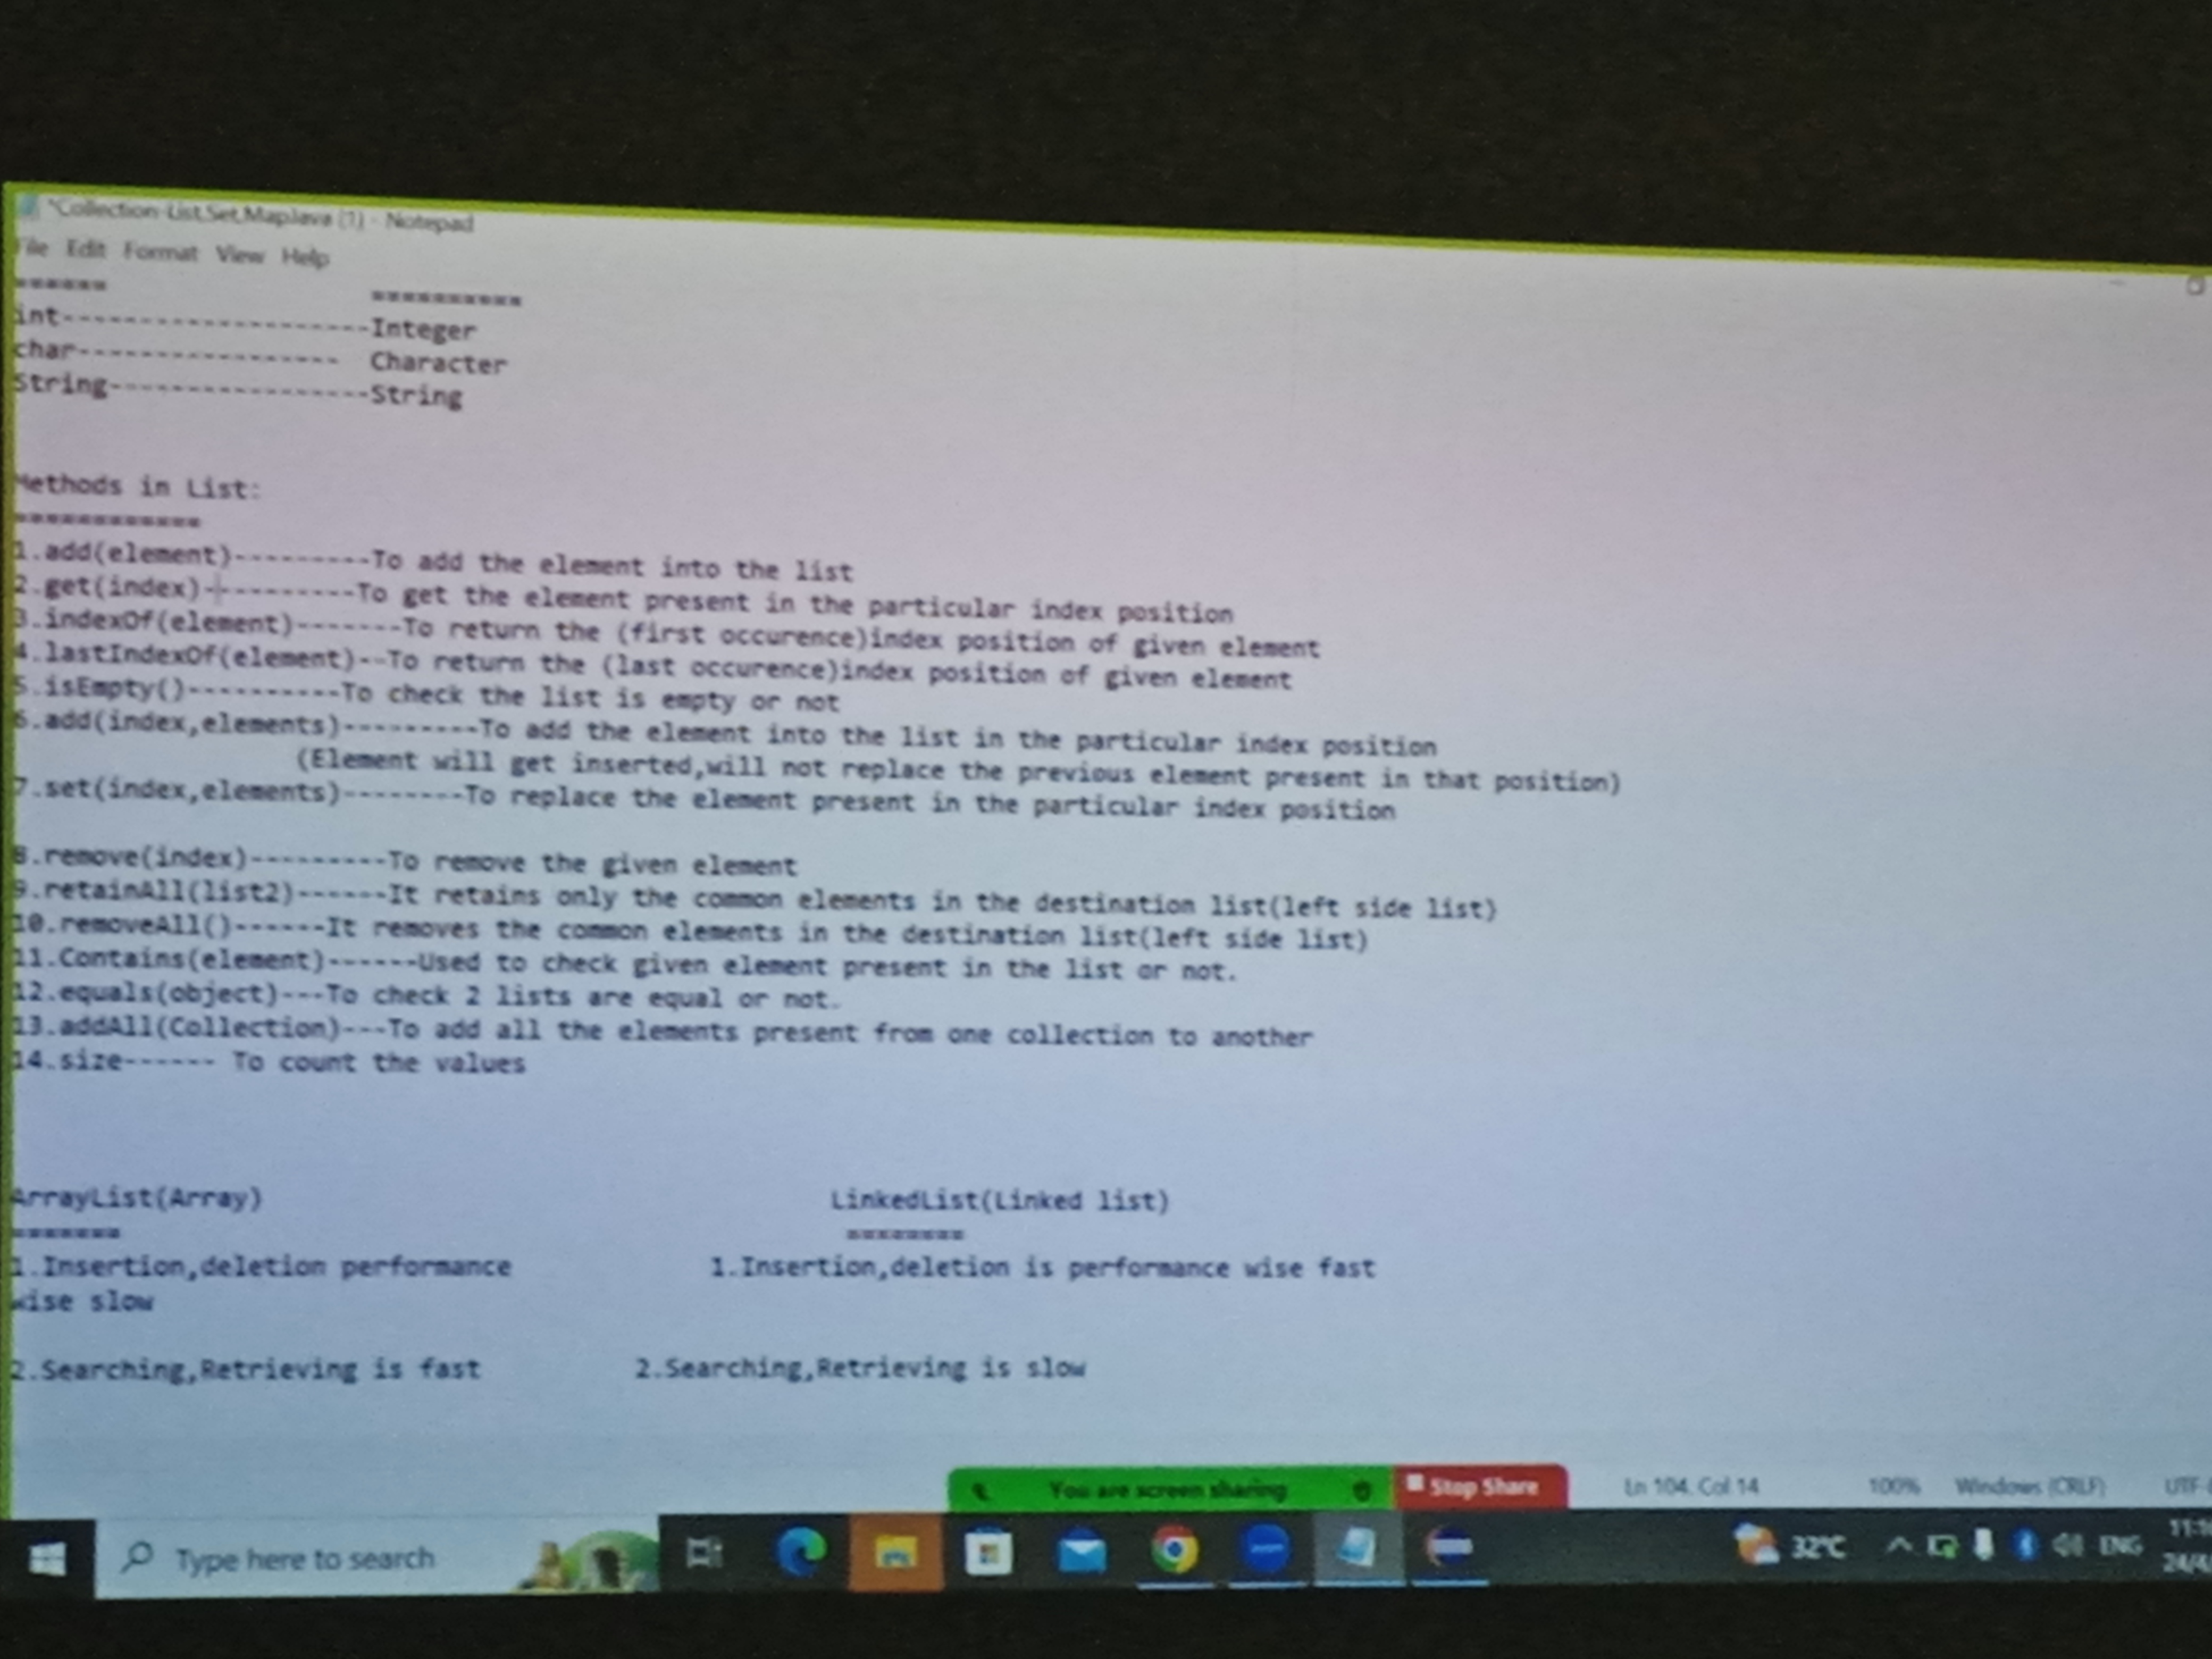 *Collection-List,Set,MapJava (1) - Notepad
File Edit Format View Help
====== ==========
int--------------------Integer
char----------------- Character
String-----------------String
Methods in List:
============
1.add(element)---------To add the element into the list
2.get(index)----------To get the element present in the particular index position
3.indexOf(element)-------To return the (first occurence)index position of given element
4.lastIndexOf(element)--To return the (last occurence)index position of given element
5.isEmpty()----------To check the list is empty or not
6.add(index,elements)---------To add the element into the list in the particular index position
(Element will get inserted,will not replace the previous element present in that position)
7.set(index,elements)--------To replace the element present in the particular index position
8.remove(index)---------To remove the given element
9.retainAll(list2)------It retains only the common elements in the destination list(left side list)
10.removeAll()------It removes the common elements in the destination list(left side list)
11.Contains(element)------Used to check given element present in the list or not.
12.equals(object)---To check 2 lists are equal or not.
13.addAll(Collection)---To add all the elements present from one collection to another
14.size------ To count the values
ArrayList(Array) LinkedList(Linked list)
======= ========
1.Insertion,deletion performance 1.Insertion,deletion is performance wise fast
wise slow
2.Searching,Retrieving is fast 2.Searching,Retrieving is slow
You are screen sharing Stop Share Ln 104, Col 14 100% Windows (CRLF) UTF-
Type here to search 32°C ENG